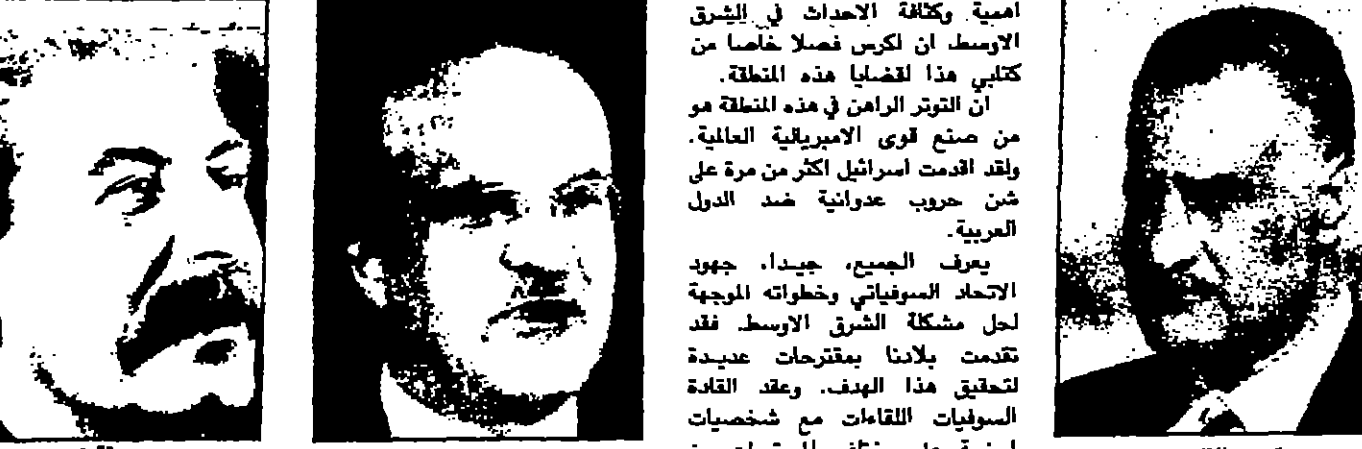 اهمية وكثافة الاحداث في الشرق
الاوسط ان اكرس فصلا خاصا من
كتابي هذا لقضايا هذه المنطقة.
ان التوتر الراهن في هذه المنطقة هو
من صنع قوى الامبريالية العالمية.
ولقد اقدمت اسرائيل اكثر من مرة على
شن حروب عدوانية ضد الدول
العربية.
يعرف الجميع، جيدا، جهود
الاتحاد السوفياتي وخطواته الموجهة
لحل مشكلة الشرق الاوسط. فقد
تقدمت بلادنا بمقترحات عديدة
لتحقيق هذا الهدف. وعقد القادة
السوفيات اللقاءات مع شخصيات